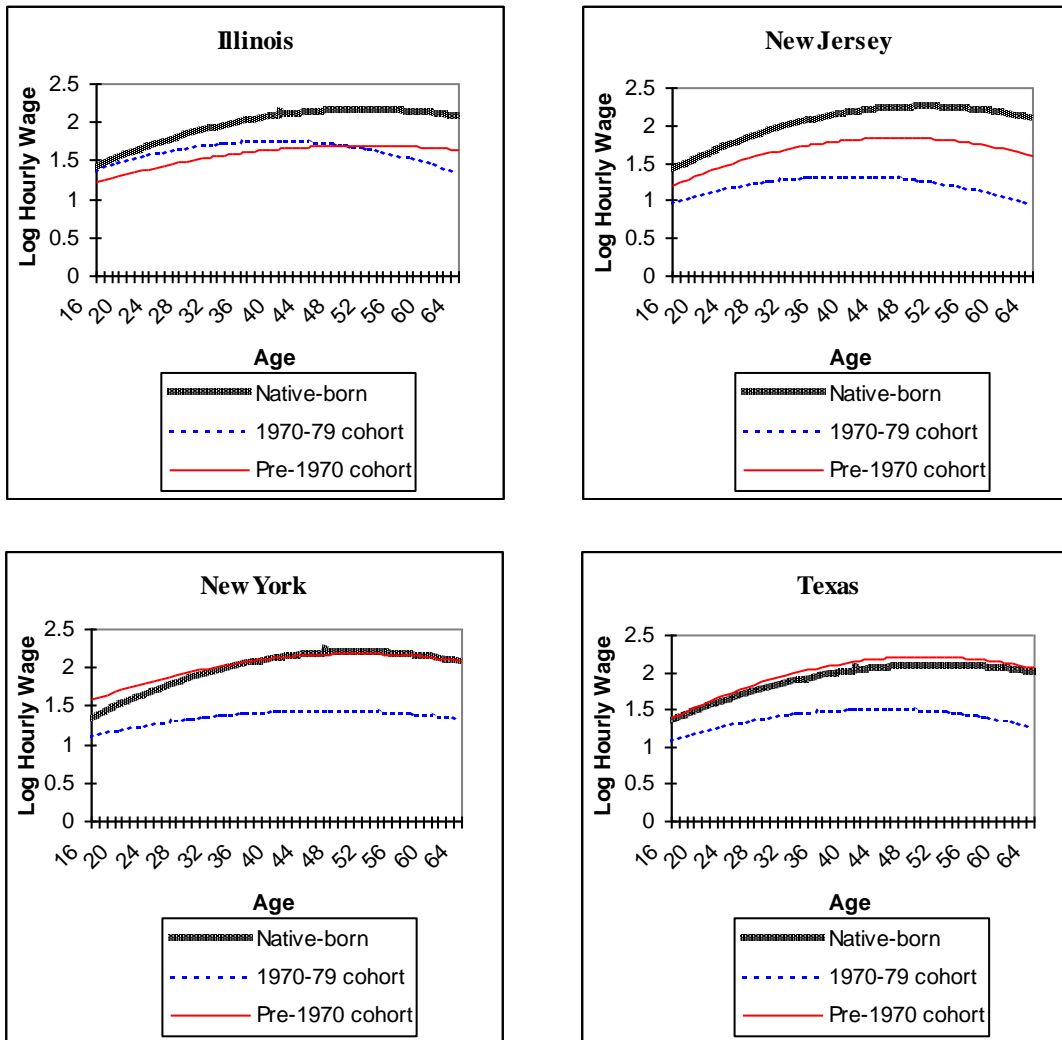 Illinois
Log Hourly Wage
2.5
2
1.5
1
0.5
0
16 20 24 28 32 36 40 44 48 52 56 60 64
Age
Native-born
1970-79 cohort
Pre-1970 cohort
New Jersey
Log Hourly Wage
2.5
2
1.5
1
0.5
0
16 20 24 28 32 36 40 44 48 52 56 60 64
Age
Native-born
1970-79 cohort
Pre-1970 cohort
New York
Log Hourly Wage
2.5
2
1.5
1
0.5
0
16 20 24 28 32 36 40 44 48 52 56 60 64
Age
Native-born
1970-79 cohort
Pre-1970 cohort
Texas
Log Hourly Wage
2.5
2
1.5
1
0.5
0
16 20 24 28 32 36 40 44 48 52 56 60 64
Age
Native-born
1970-79 cohort
Pre-1970 cohort